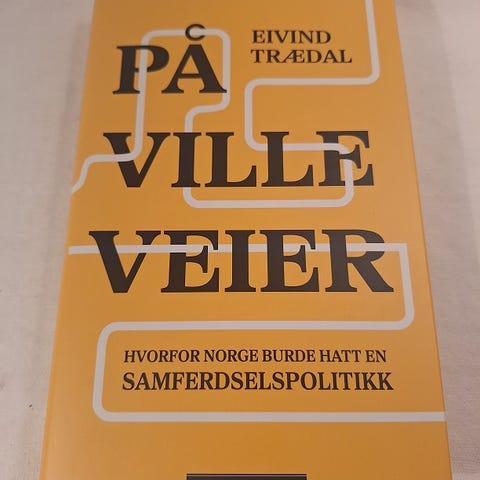 EIVIND
TRÆDAL
PÅ
VILLE
VEIER
HVORFOR NORGE BURDE HATT EN
SAMFERDSELSPOLITIKK